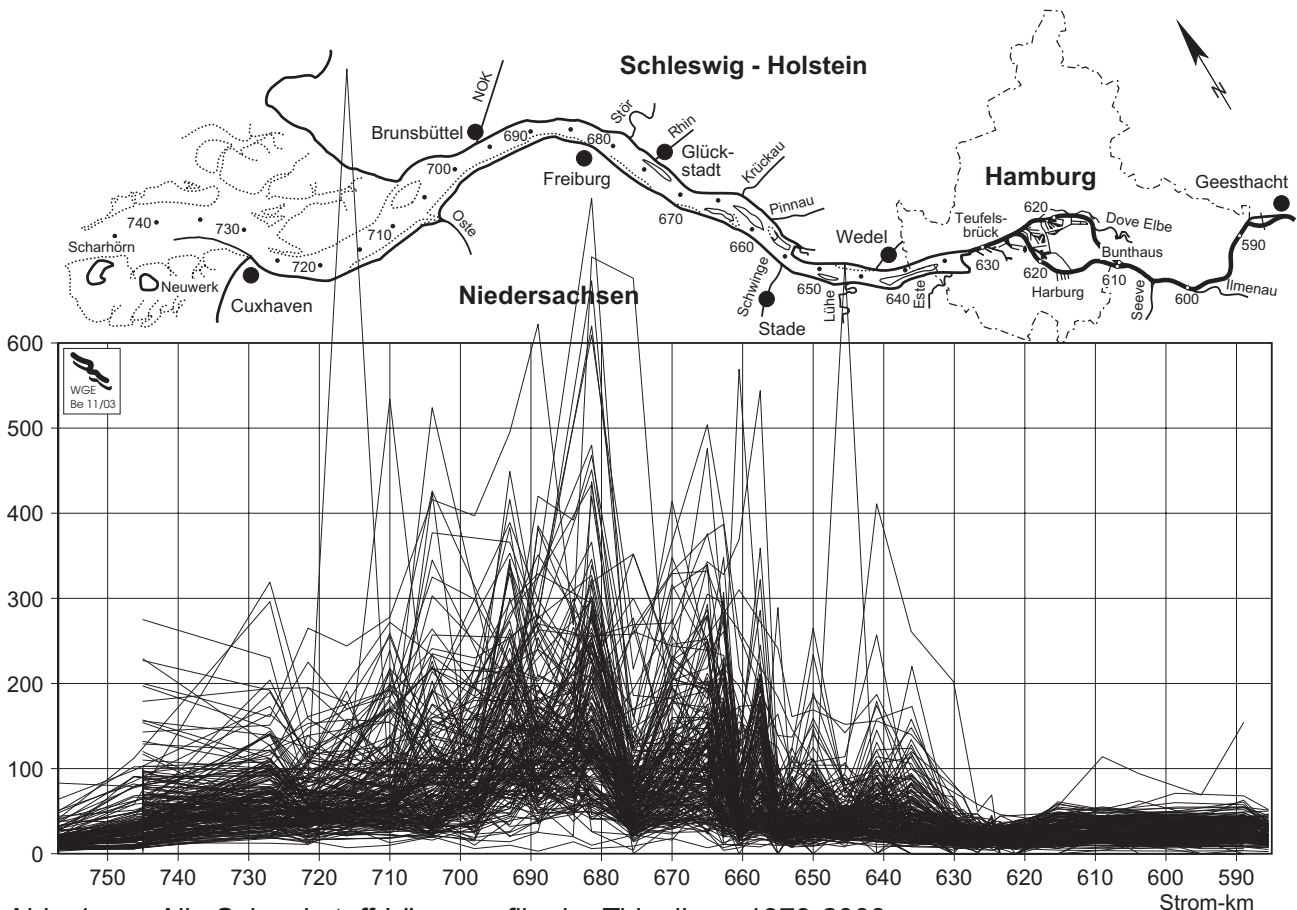 Schleswig - Holstein
N
NOK
Stör
Brunsbüttel
690
680
Rhin
Glück-
stadt
Krückau
Hamburg
Geesthacht
700
Freiburg
Pinnau
Teufels-
brück
620
Dove Elbe
740
730
710
Oste
670
660
Wedel
590
Scharhörn
720
630
Bunthaus
Neuwerk
Cuxhaven
Niedersachsen
Schwinge
650
Lühe
640
Este
620
Harburg
610
Seeve
600
Ilmenau
Stade
600
500
400
300
200
100
0
WGE
Be 11/03
750 740 730 720 710 700 690 680 670 660 650 640 630 620 610 600 590
Strom-km
Alle